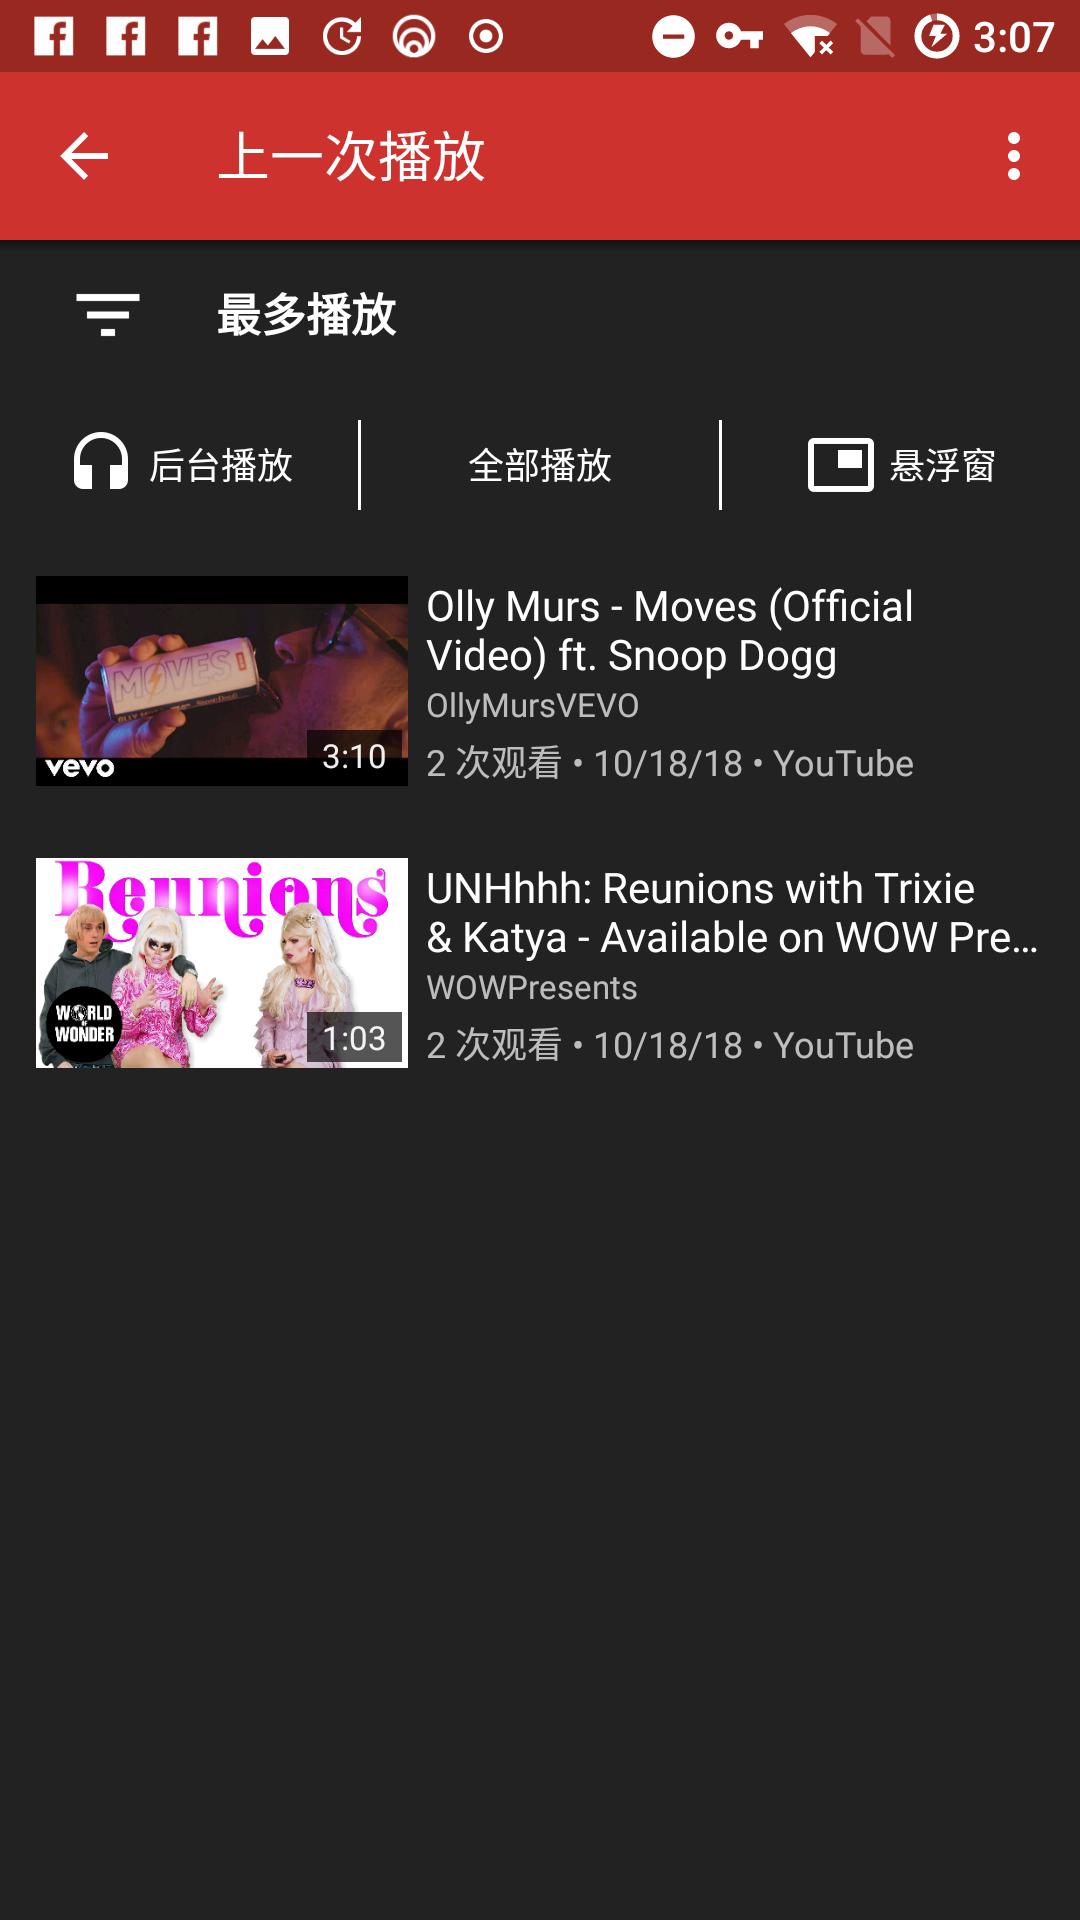 3:07
上一次播放
最多播放
后台播放
全部播放
悬浮窗
MOVES
vevo
3:10
Olly Murs - Moves (Official
Video) ft. Snoop Dogg
OllyMursVEVO
2 次观看 • 10/18/18 • YouTube
Reunions
WORLD
OF
WONDER
1:03
UNHhhh: Reunions with Trixie
& Katya - Available on WOW Pre…
WOWPresents
2 次观看 • 10/18/18 • YouTube